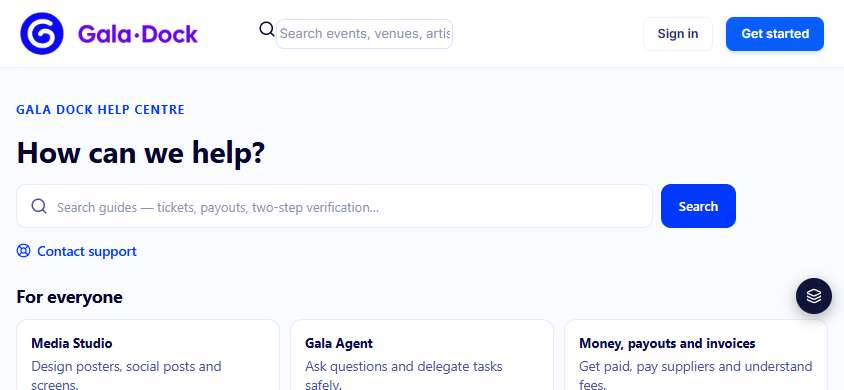 Gala·Dock
Search events, venues, artis
Sign in
Get started
GALA DOCK HELP CENTRE
How can we help?
Search guides — tickets, payouts, two-step verification...
Search
Contact support
For everyone
Media Studio
Design posters, social posts and
screens.
Gala Agent
Ask questions and delegate tasks
safely.
Money, payouts and invoices
Get paid, pay suppliers and understand
fees.